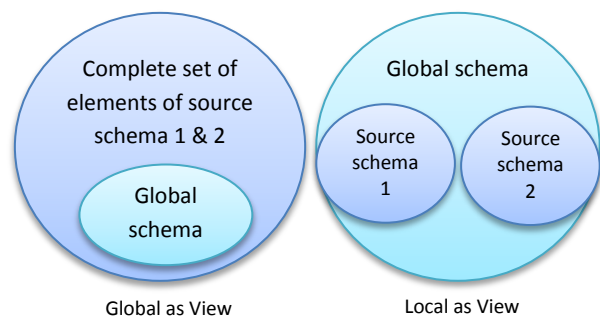 Complete set of
elements of source
schema 1 & 2
Global
schema
Global as View
Global schema
Source
schema
1
Source
schema
2
Local as View